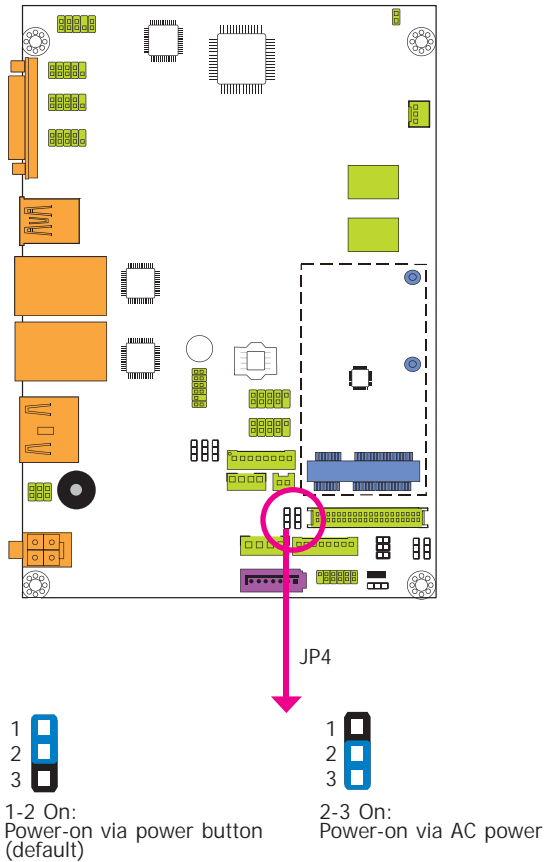 JP4
1
2
3
1-2 On:
Power-on via power button
(default)
1
2
3
2-3 On:
Power-on via AC power